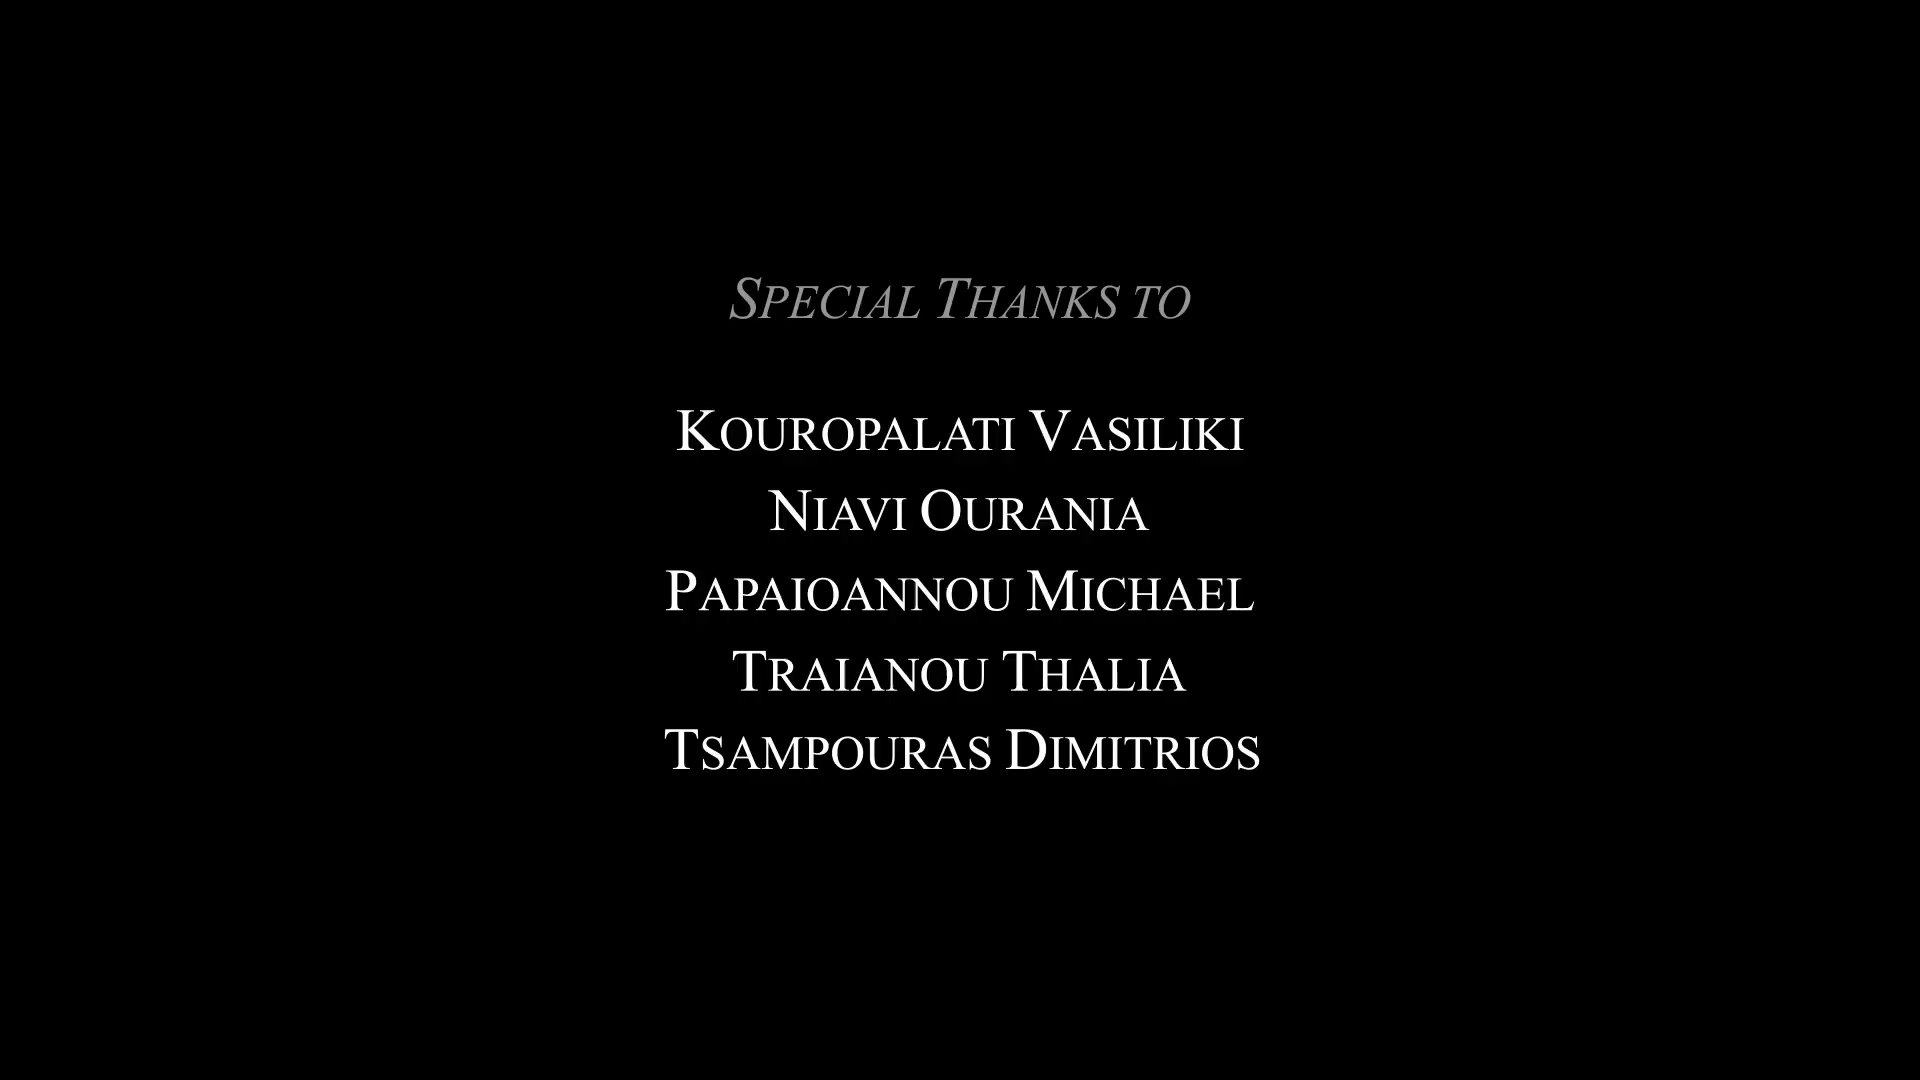 Special Thanks to
Kouropalati Vasiliki
Niavi Ourania
Papaioannou Michael
Traianou Thalia
Tsampouras Dimitrios